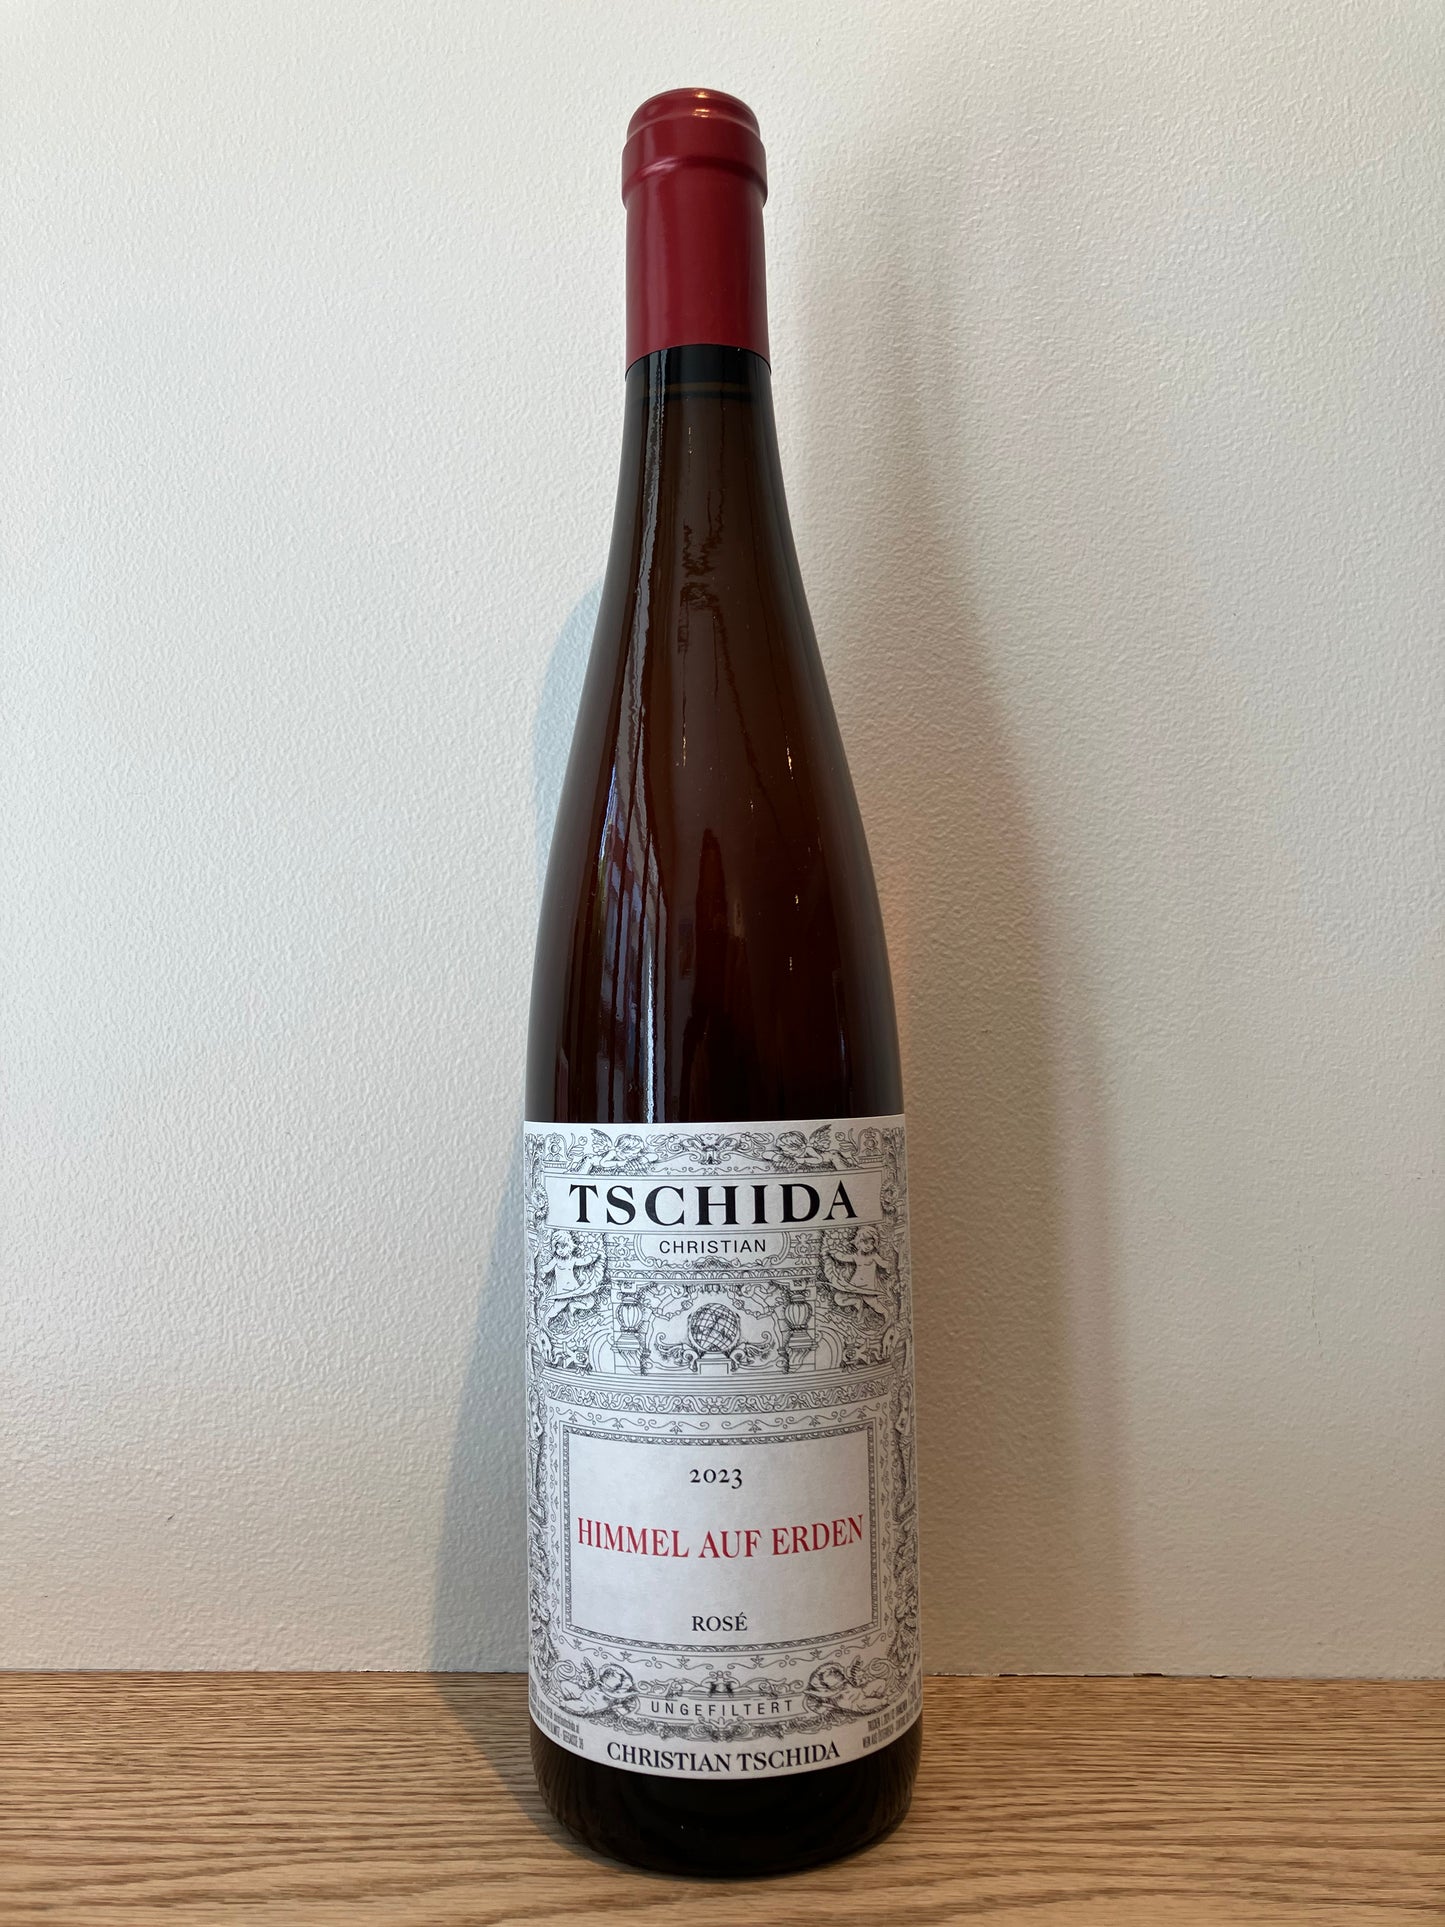 TSCHIDA
CHRISTIAN
2023
HIMMEL AUF ERDEN
ROSÉ
UNGEFILTERT
CHRISTIAN TSCHIDA